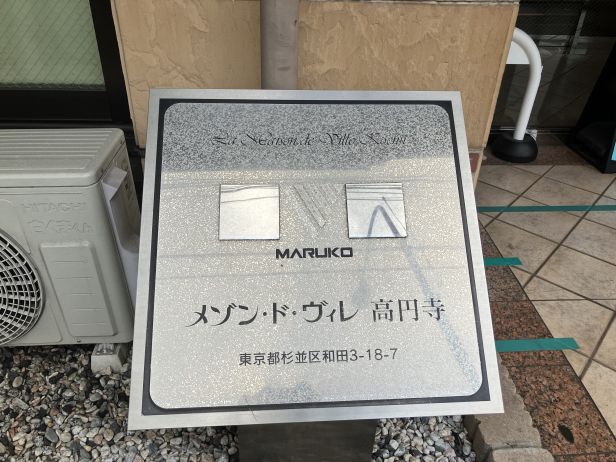 La Maison de Ville Koenji
MARUKO
メゾン・ド・ヴィレ 高円寺
東京都杉並区和田3-18-7
HITACHI